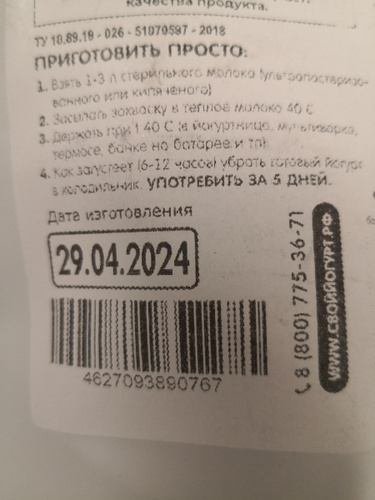 качества продукта.
ТУ 10.89.19 - 026 - 51070597 - 2018
ПРИГОТОВИТЬ ПРОСТО:
1. Взять 1-3 л стерильного молока (ультрапастеризо-
ванного или кипяченого)
2. Засыпать закваску в теплое молоко 40 С
3. Держать при t 40 С (в йогуртнице, мультиварке,
термосе, банке на батарее и тп)
4. Как загустеет (6-12 часов) убрать готовый йогурт
в холодильник. УПОТРЕБИТЬ ЗА 5 ДНЕЙ.
Дата изготовления
29.04.2024
4627093890767
8 (800) 775-36-71
WWW.СВОЙЙОГУРТ.РФ